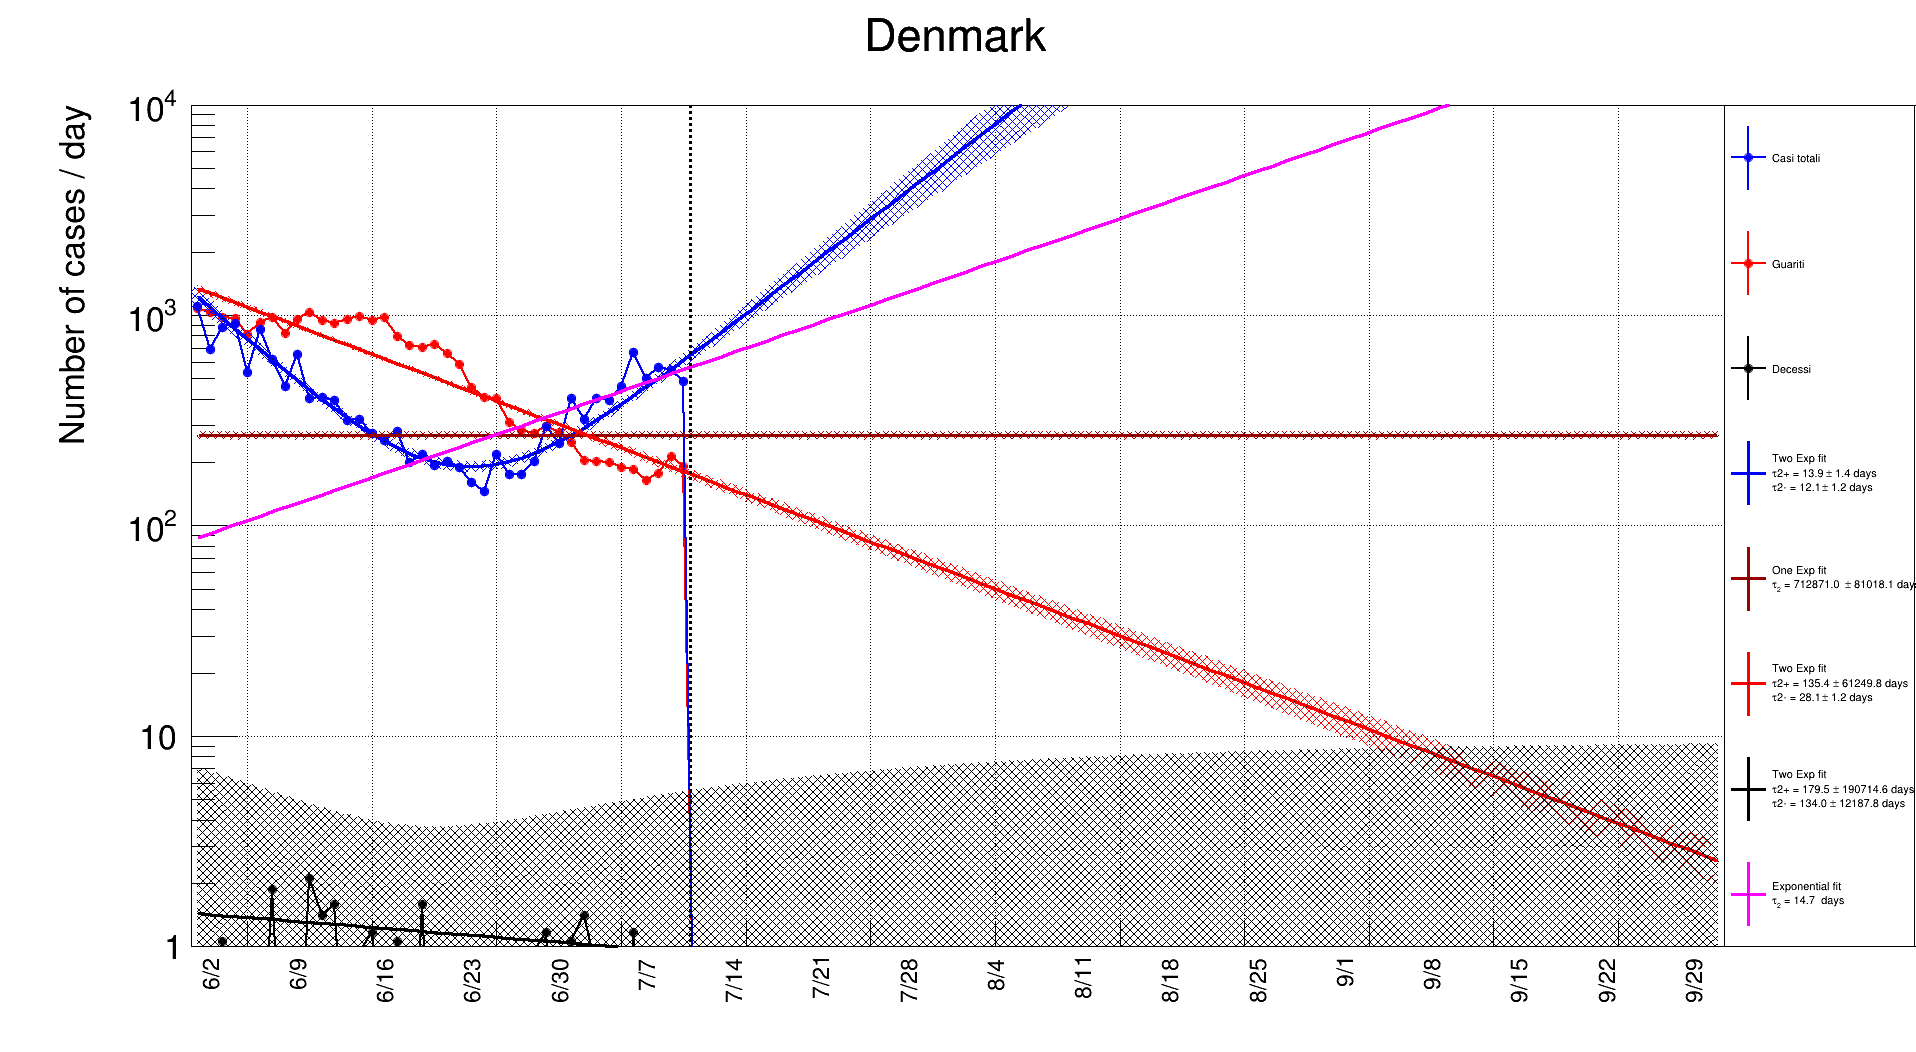 Denmark
Number of cases / day
10^4
10^3
10^2
10
1
6/2
6/9
6/16
6/23
6/30
7/7
7/14
7/21
7/28
8/4
8/11
8/18
8/25
9/1
9/8
9/15
9/22
9/29
Casi totali
Guariti
Decessi
Two Exp fit
τ2+ = 13.9 ± 1.4 days
τ2- = 12.1 ± 1.2 days
One Exp fit
τ₂ = 712871.0 ± 81018.1 day
Two Exp fit
τ2+ = 135.4 ± 61249.8 days
τ2- = 28.1 ± 1.2 days
Two Exp fit
τ2+ = 179.5 ± 190714.6 days
τ2- = 134.0 ± 12187.8 days
Exponential fit
τ₂ = 14.7 days